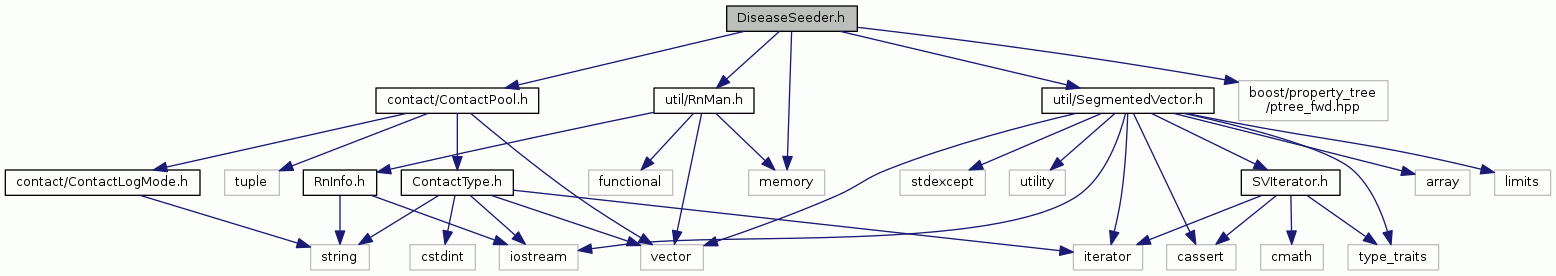 DiseaseSeeder.h
contact/ContactPool.h
util/RnMan.h
util/SegmentedVector.h
boost/property_tree
/ptree_fwd.hpp
contact/ContactLogMode.h
tuple
RnInfo.h
ContactType.h
functional
memory
stdexcept
utility
SVIterator.h
array
limits
string
cstdint
iostream
vector
iterator
cassert
cmath
type_traits